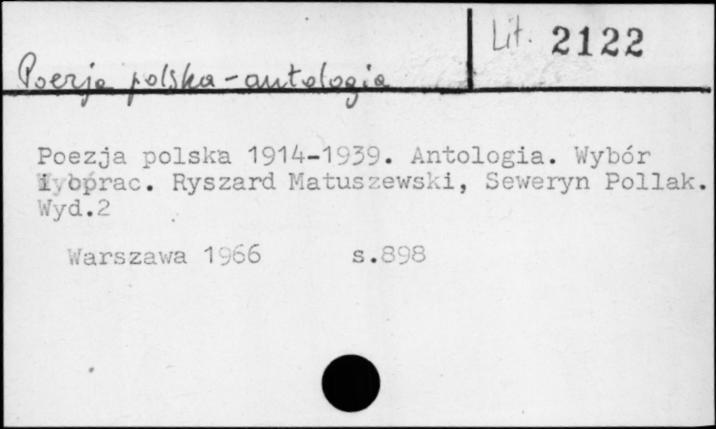 Lit. 2122
Poezja polska - antologia
Poezja polska 1914-1939. Antologia. Wybór
i oprac. Ryszard Matuszewski, Seweryn Pollak.
Wyd.2
Warszawa 1966 s.898